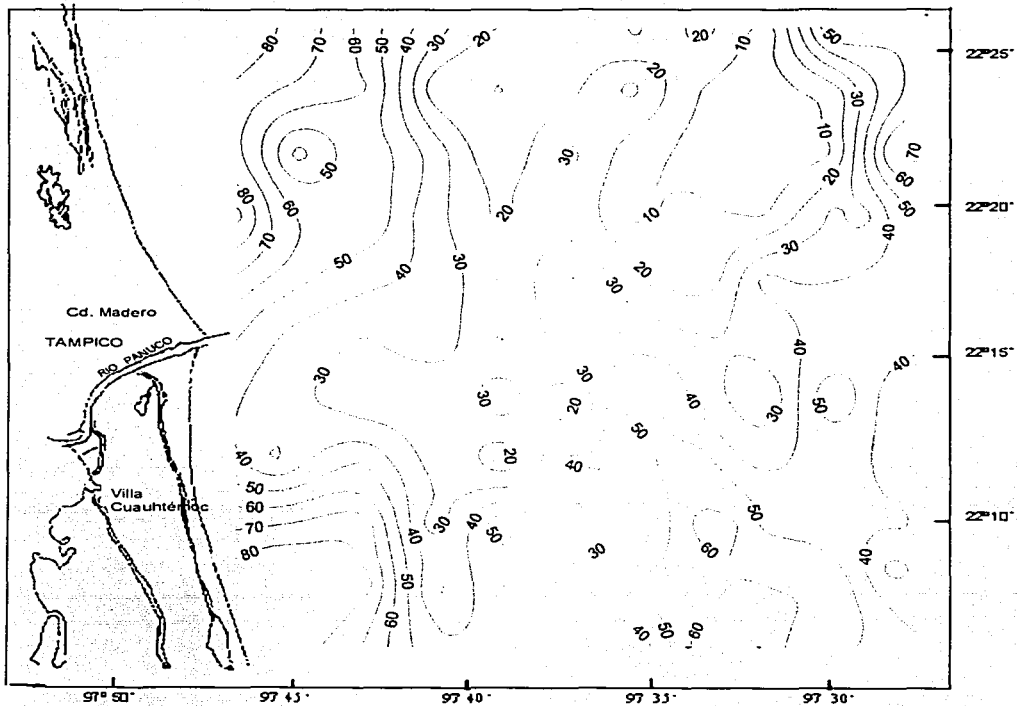 80 70 60 50 40 30 20 20 10 50
22°25'
20 30
10
30 50 70
20 60
80 60 20 10 50
22°20'
70 40
50 30 30
40 20
30
Cd. Madero
TAMPICO
RIO PANUCO
22°15'
40 40
30 30
30 20 40 30 50
50
40 20 40
50
Villa
Cuauhtémoc
60
70 30 40 50 50
22°10'
80 40 30 60
40
50
60 40 50 60
97°50' 97 45' 97 40' 97 35' 97 30'